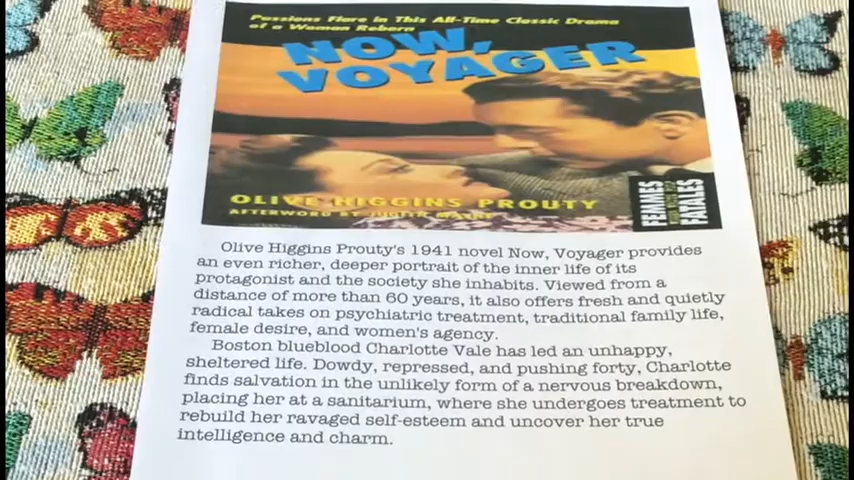 Passions Flare in This All-Time Classic Drama
of a Woman Reborn
NOW,
VOYAGER
OLIVE HIGGINS PROUTY
AFTERWORD BY JUDITH MAYNE
FEMMES
FATALES
Olive Higgins Prouty's 1941 novel Now, Voyager provides
an even richer, deeper portrait of the inner life of its
protagonist and the society she inhabits. Viewed from a
distance of more than 60 years, it also offers fresh and quietly
radical takes on psychiatric treatment, traditional family life,
female desire, and women's agency.
Boston blueblood Charlotte Vale has led an unhappy,
sheltered life. Dowdy, repressed, and pushing forty, Charlotte
finds salvation in the unlikely form of a nervous breakdown,
placing her at a sanitarium, where she undergoes treatment to
rebuild her ravaged self-esteem and uncover her true
intelligence and charm.